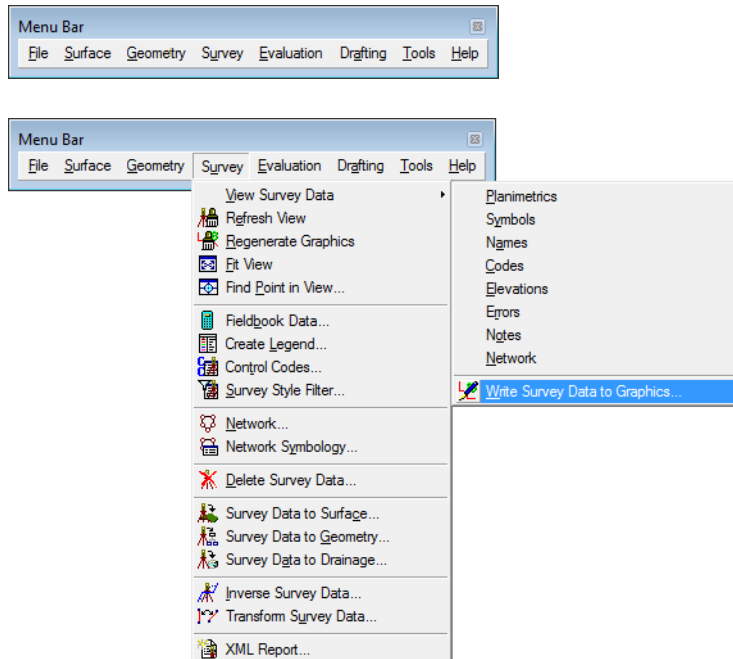 Menu Bar
File Surface Geometry Survey Evaluation Drafting Tools Help
Menu Bar
File Surface Geometry Survey Evaluation Drafting Tools Help
View Survey Data
Refresh View
Regenerate Graphics
Fit View
Find Point in View...
Fieldbook Data...
Create Legend...
Control Codes...
Survey Style Filter...
Network...
Network Symbology...
Delete Survey Data...
Survey Data to Surface...
Survey Data to Geometry...
Survey Data to Drainage...
Inverse Survey Data...
Transform Survey Data...
XML Report...
Planimetrics
Symbols
Names
Codes
Elevations
Errors
Notes
Network
Write Survey Data to Graphics...